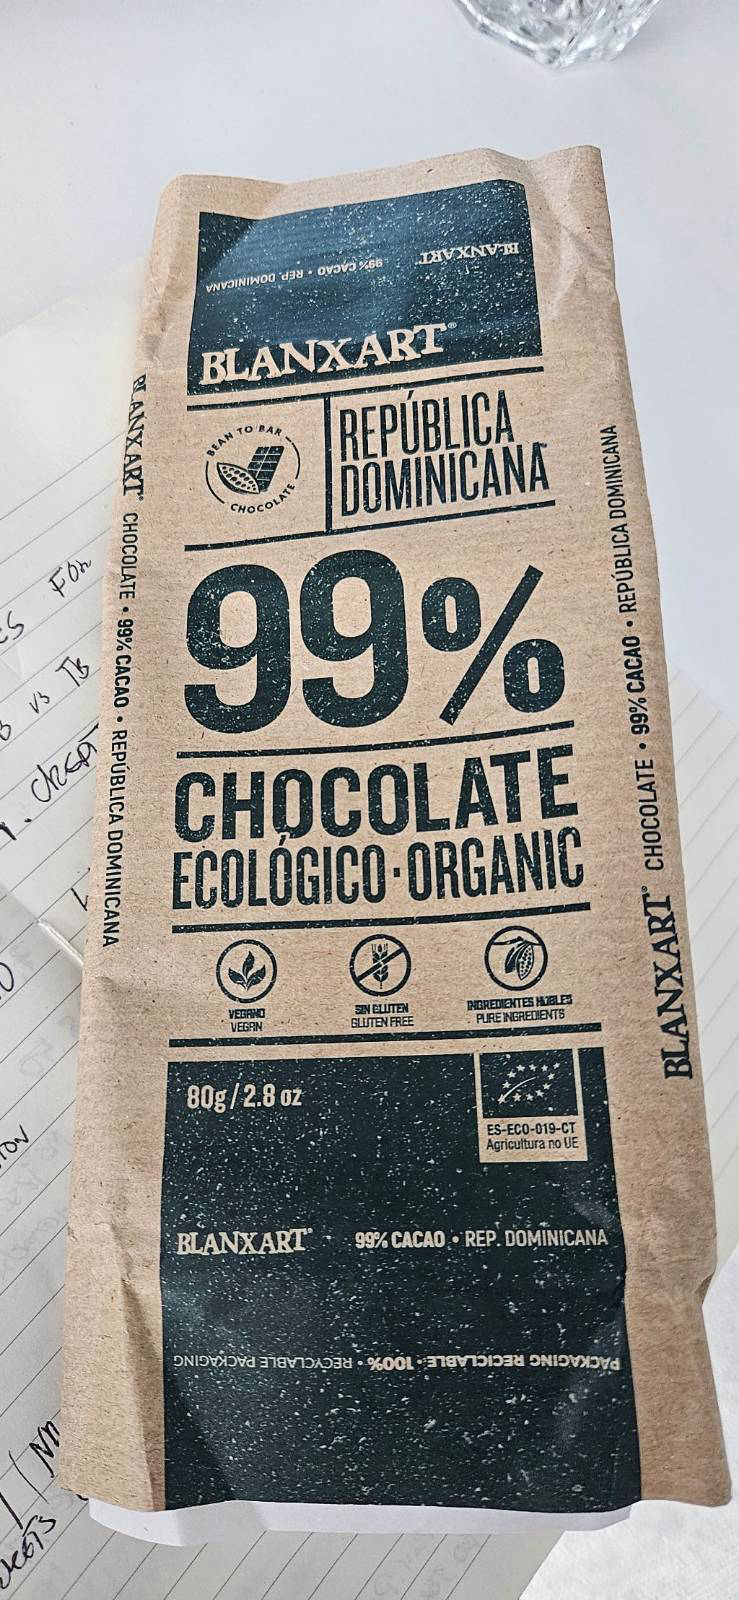 BLANXART
99% CACAO • REP. DOMINICANA
BLANXART®
BEAN TO BAR
CHOCOLATE
REPÚBLICA
DOMINICANA
99%
CHOCOLATE
ECOLÓGICO·ORGANIC
VEGANO
VEGAN
SIN GLUTEN
GLUTEN FREE
INGREDIENTES NOBLES
PURE INGREDIENTS
80g/2.8 oz
ES-ECO-019-CT
Agricultura no UE
BLANXART® 99% CACAO • REP. DOMINICANA
PACKAGING RECICLABLE • 100% • RECYCLABLE PACKAGING
BLANXART® CHOCOLATE • 99% CACAO • REPÚBLICA DOMINICANA
BLANXART® CHOCOLATE • 99% CACAO • REPÚBLICA DOMINICANA
FOR
vs